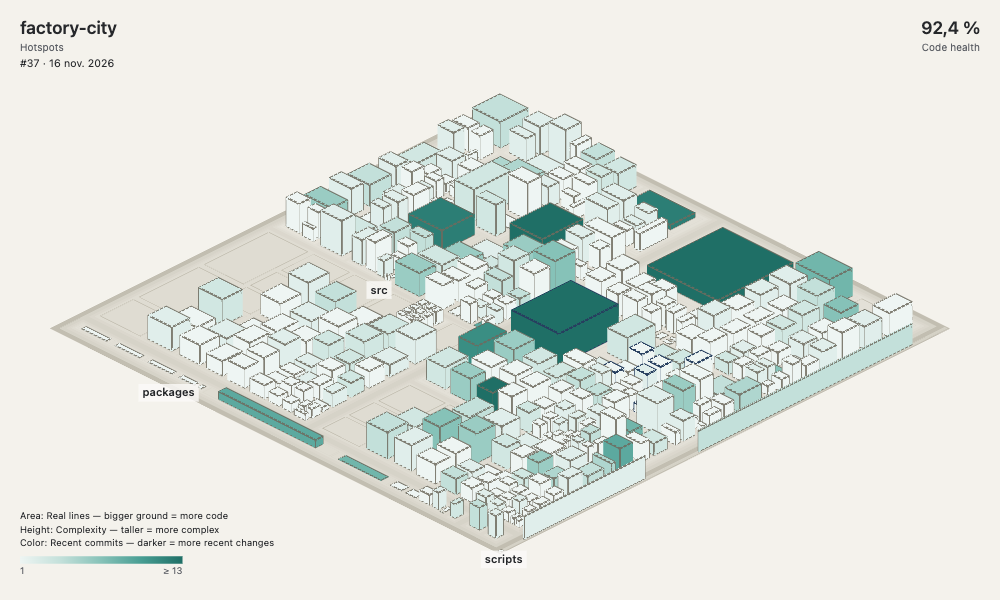 factory-city
Hotspots
#37 · 16 nov. 2026
92,4 %
Code health
src
packages
scripts
Area: Real lines — bigger ground = more code
Height: Complexity — taller = more complex
Color: Recent commits — darker = more recent changes
1
≥ 13